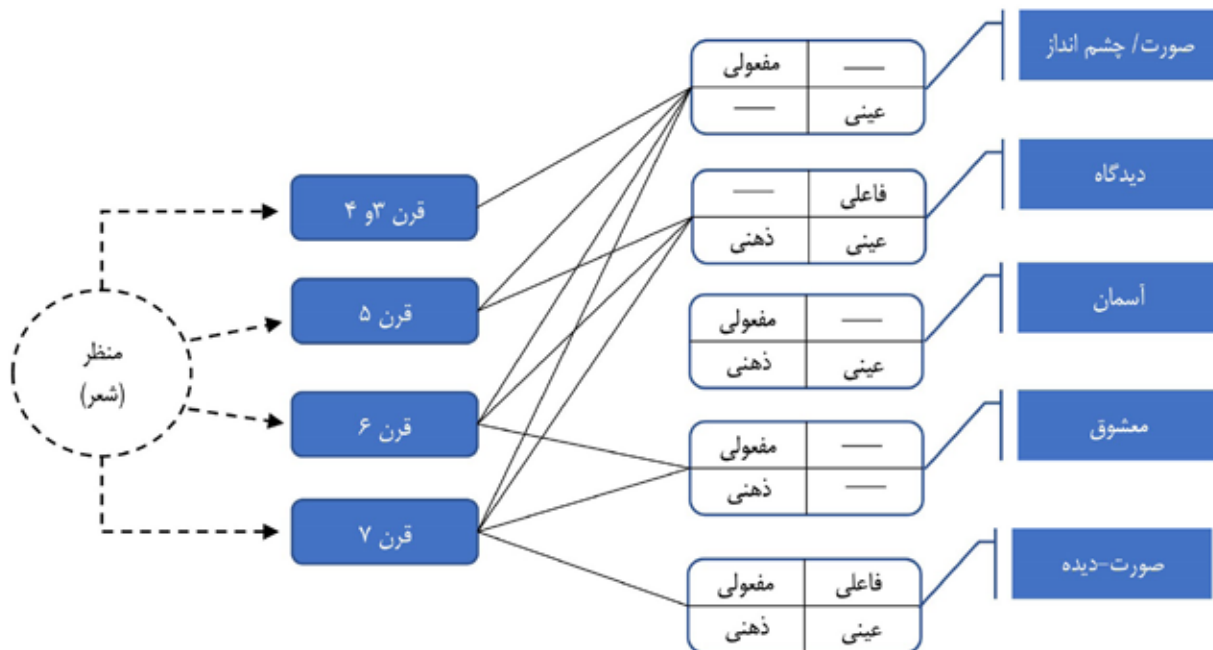 صورت/ چشم انداز
مفعولی —
— عینی
دیدگاه
— فاعلی
ذهنی عینی
آسمان
مفعولی —
ذهنی عینی
معشوق
مفعولی —
ذهنی —
صورت-دیده
مفعولی فاعلی
ذهنی عینی
قرن ۳و ۴
قرن ۵
قرن ۶
قرن ۷
منظر
(شعر)